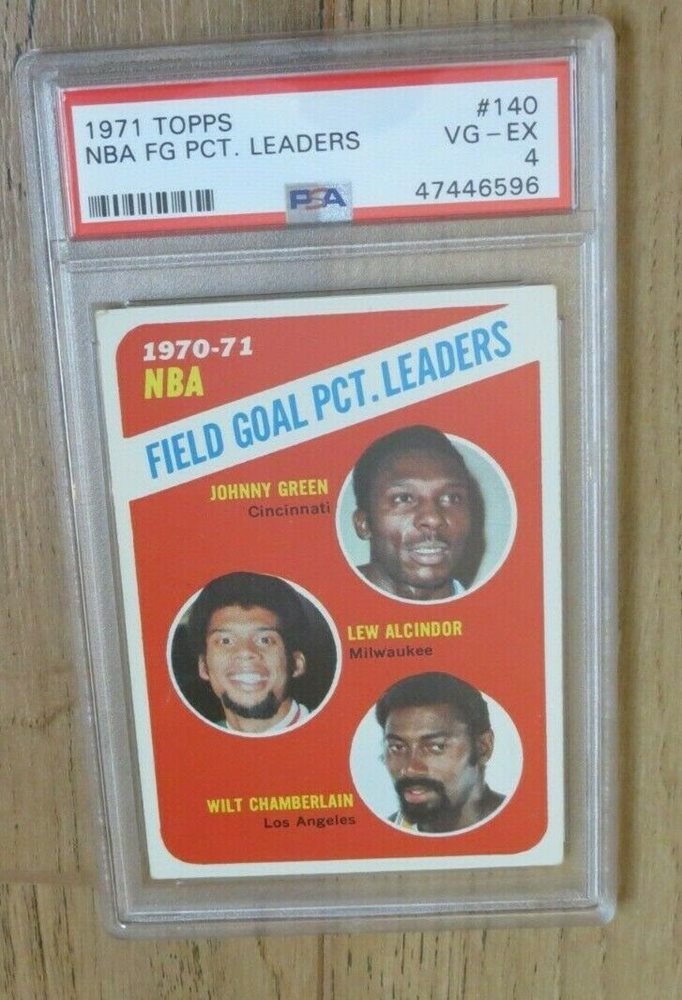 1971 TOPPS #140
NBA FG PCT. LEADERS VG-EX
4
PSA 47446596
1970-71
NBA
FIELD GOAL PCT. LEADERS
JOHNNY GREEN
Cincinnati
LEW ALCINDOR
Milwaukee
WILT CHAMBERLAIN
Los Angeles